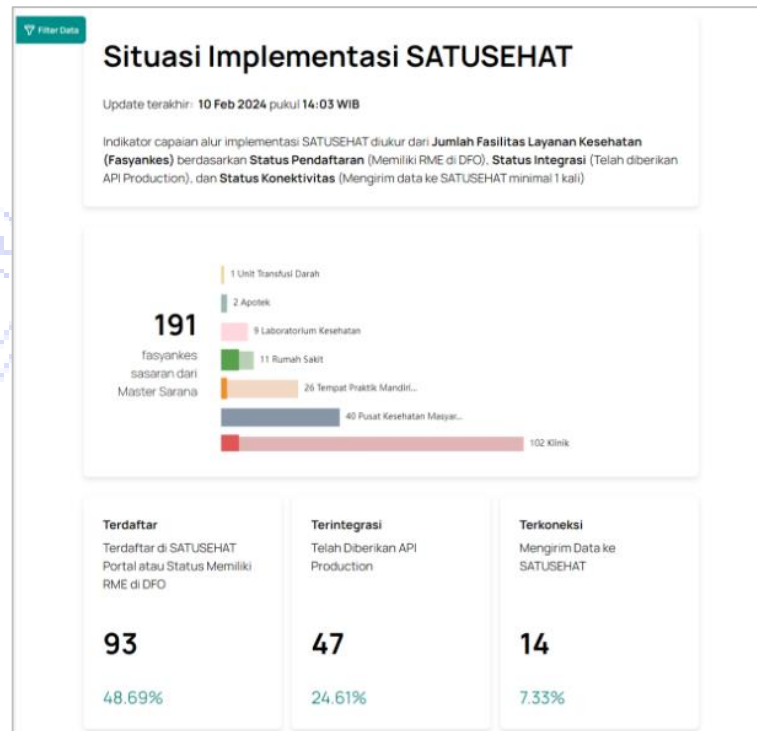 Filter Data
Situasi Implementasi SATUSEHAT
Update terakhir: 10 Feb 2024 pukul 14:03 WIB
Indikator capaian alur implementasi SATUSEHAT diukur dari Jumlah Fasilitas Layanan Kesehatan
(Fasyankes) berdasarkan Status Pendaftaran (Memiliki RME di DFO), Status Integrasi (Telah diberikan
API Production), dan Status Konektivitas (Mengirim data ke SATUSEHAT minimal 1 kali)
191
fasyankes
sasaran dari
Master Sarana
1 Unit Transfusi Darah
2 Apotek
9 Laboratorium Kesehatan
11 Rumah Sakit
26 Tempat Praktik Mandiri...
40 Pusat Kesehatan Masyar...
102 Klinik
Terdaftar
Terdaftar di SATUSEHAT
Portal atau Status Memiliki
RME di DFO
93
48.69%
Terintegrasi
Telah Diberikan API
Production
47
24.61%
Terkoneksi
Mengirim Data ke
SATUSEHAT
14
7.33%